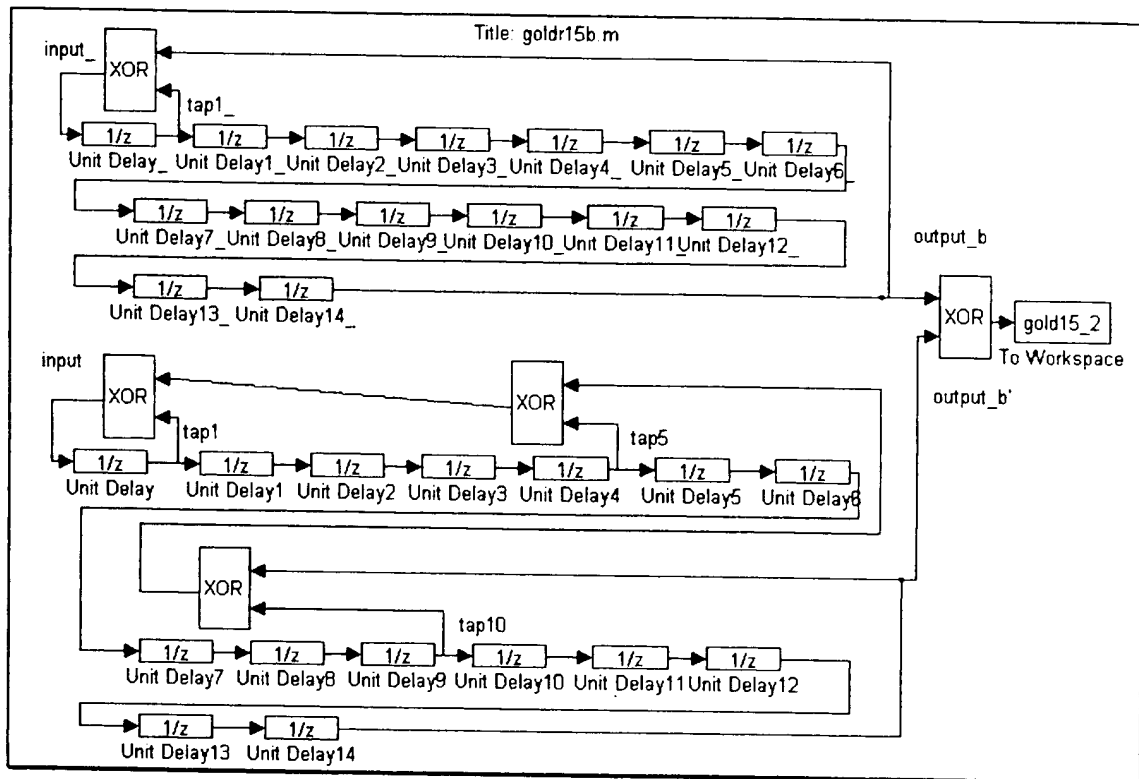 Title: goldr15b.m
input_
XOR
tap1_
1/z 1/z 1/z 1/z 1/z 1/z 1/z
Unit Delay_ Unit Delay1_ Unit Delay2_ Unit Delay3_ Unit Delay4_ Unit Delay5_ Unit Delay6_
1/z 1/z 1/z 1/z 1/z 1/z
Unit Delay7_ Unit Delay8_ Unit Delay9_ Unit Delay10_ Unit Delay11_ Unit Delay12_
output_b
1/z 1/z
Unit Delay13_ Unit Delay14_
XOR
gold15_2
To Workspace
output_b'
input
XOR
XOR
tap1
tap5
1/z 1/z 1/z 1/z 1/z 1/z 1/z
Unit Delay Unit Delay1 Unit Delay2 Unit Delay3 Unit Delay4 Unit Delay5 Unit Delay6
XOR
tap10
1/z 1/z 1/z 1/z 1/z 1/z
Unit Delay7 Unit Delay8 Unit Delay9 Unit Delay10 Unit Delay11 Unit Delay12
1/z 1/z
Unit Delay13 Unit Delay14